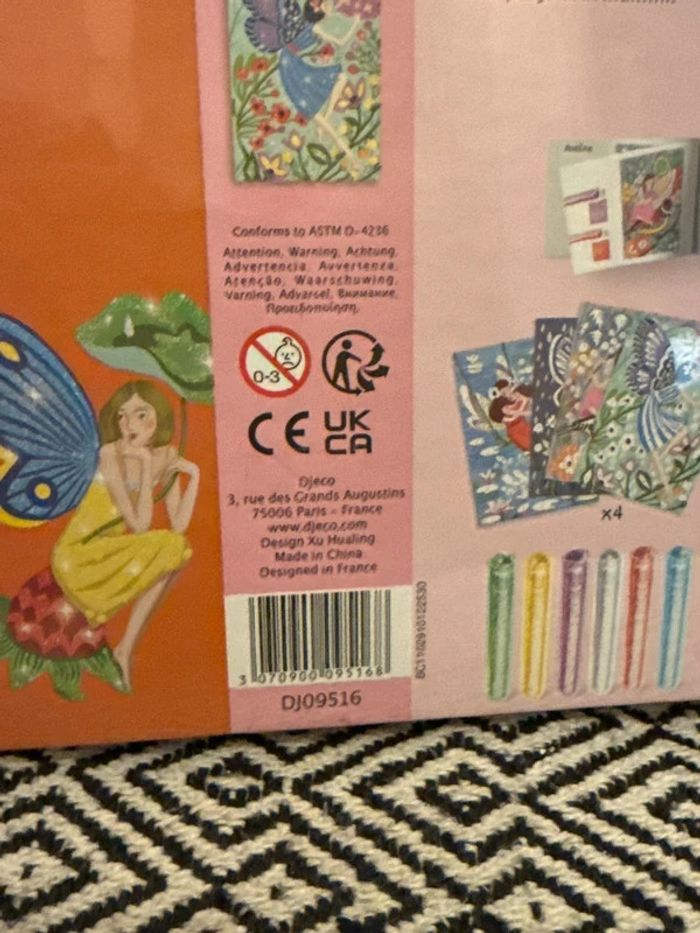 Conforms to ASTM D-4236
Attention, Warning, Achtung,
Advertencia, Avvertenza,
Atenção, Waarschuwing,
Varning, Advarsel, Внимание,
Προειδοποίηση,
0-3
CE UK
CA
Djeco
3, rue des Grands Augustins
75006 Paris - France
www.djeco.com
Design Xu Hualing
Made in China
Designed in France
3 070900 095168
DJ09516
x4